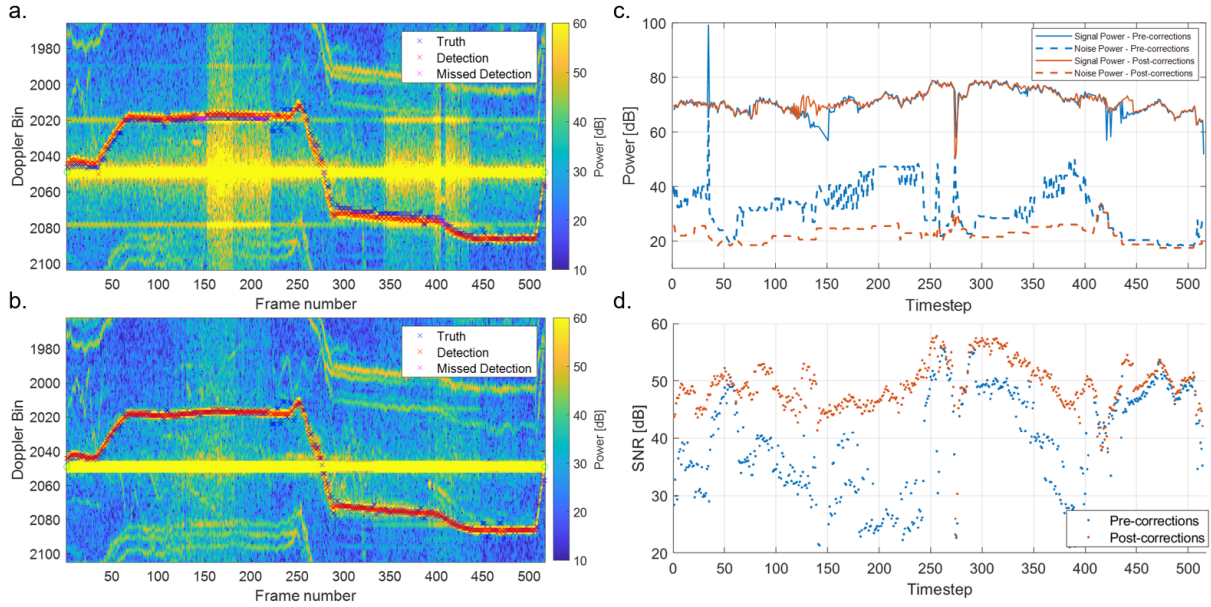 a.
1980
2000
2020
2040
2060
2080
2100
Doppler Bin
Truth
Detection
Missed Detection
60
50
40
30
20
10
Power [dB]
50 100 150 200 250 300 350 400 450 500
Frame number
b.
1980
2000
2020
2040
2060
2080
2100
Doppler Bin
Truth
Detection
Missed Detection
60
50
40
30
20
10
Power [dB]
50 100 150 200 250 300 350 400 450 500
Frame number
c.
100
80
60
40
20
Power [dB]
Signal Power - Pre-corrections
Noise Power - Pre-corrections
Signal Power - Post-corrections
Noise Power - Post-corrections
0 50 100 150 200 250 300 350 400 450 500
Timestep
d.
60
50
40
30
20
SNR [dB]
Pre-corrections
Post-corrections
0 50 100 150 200 250 300 350 400 450 500
Timestep